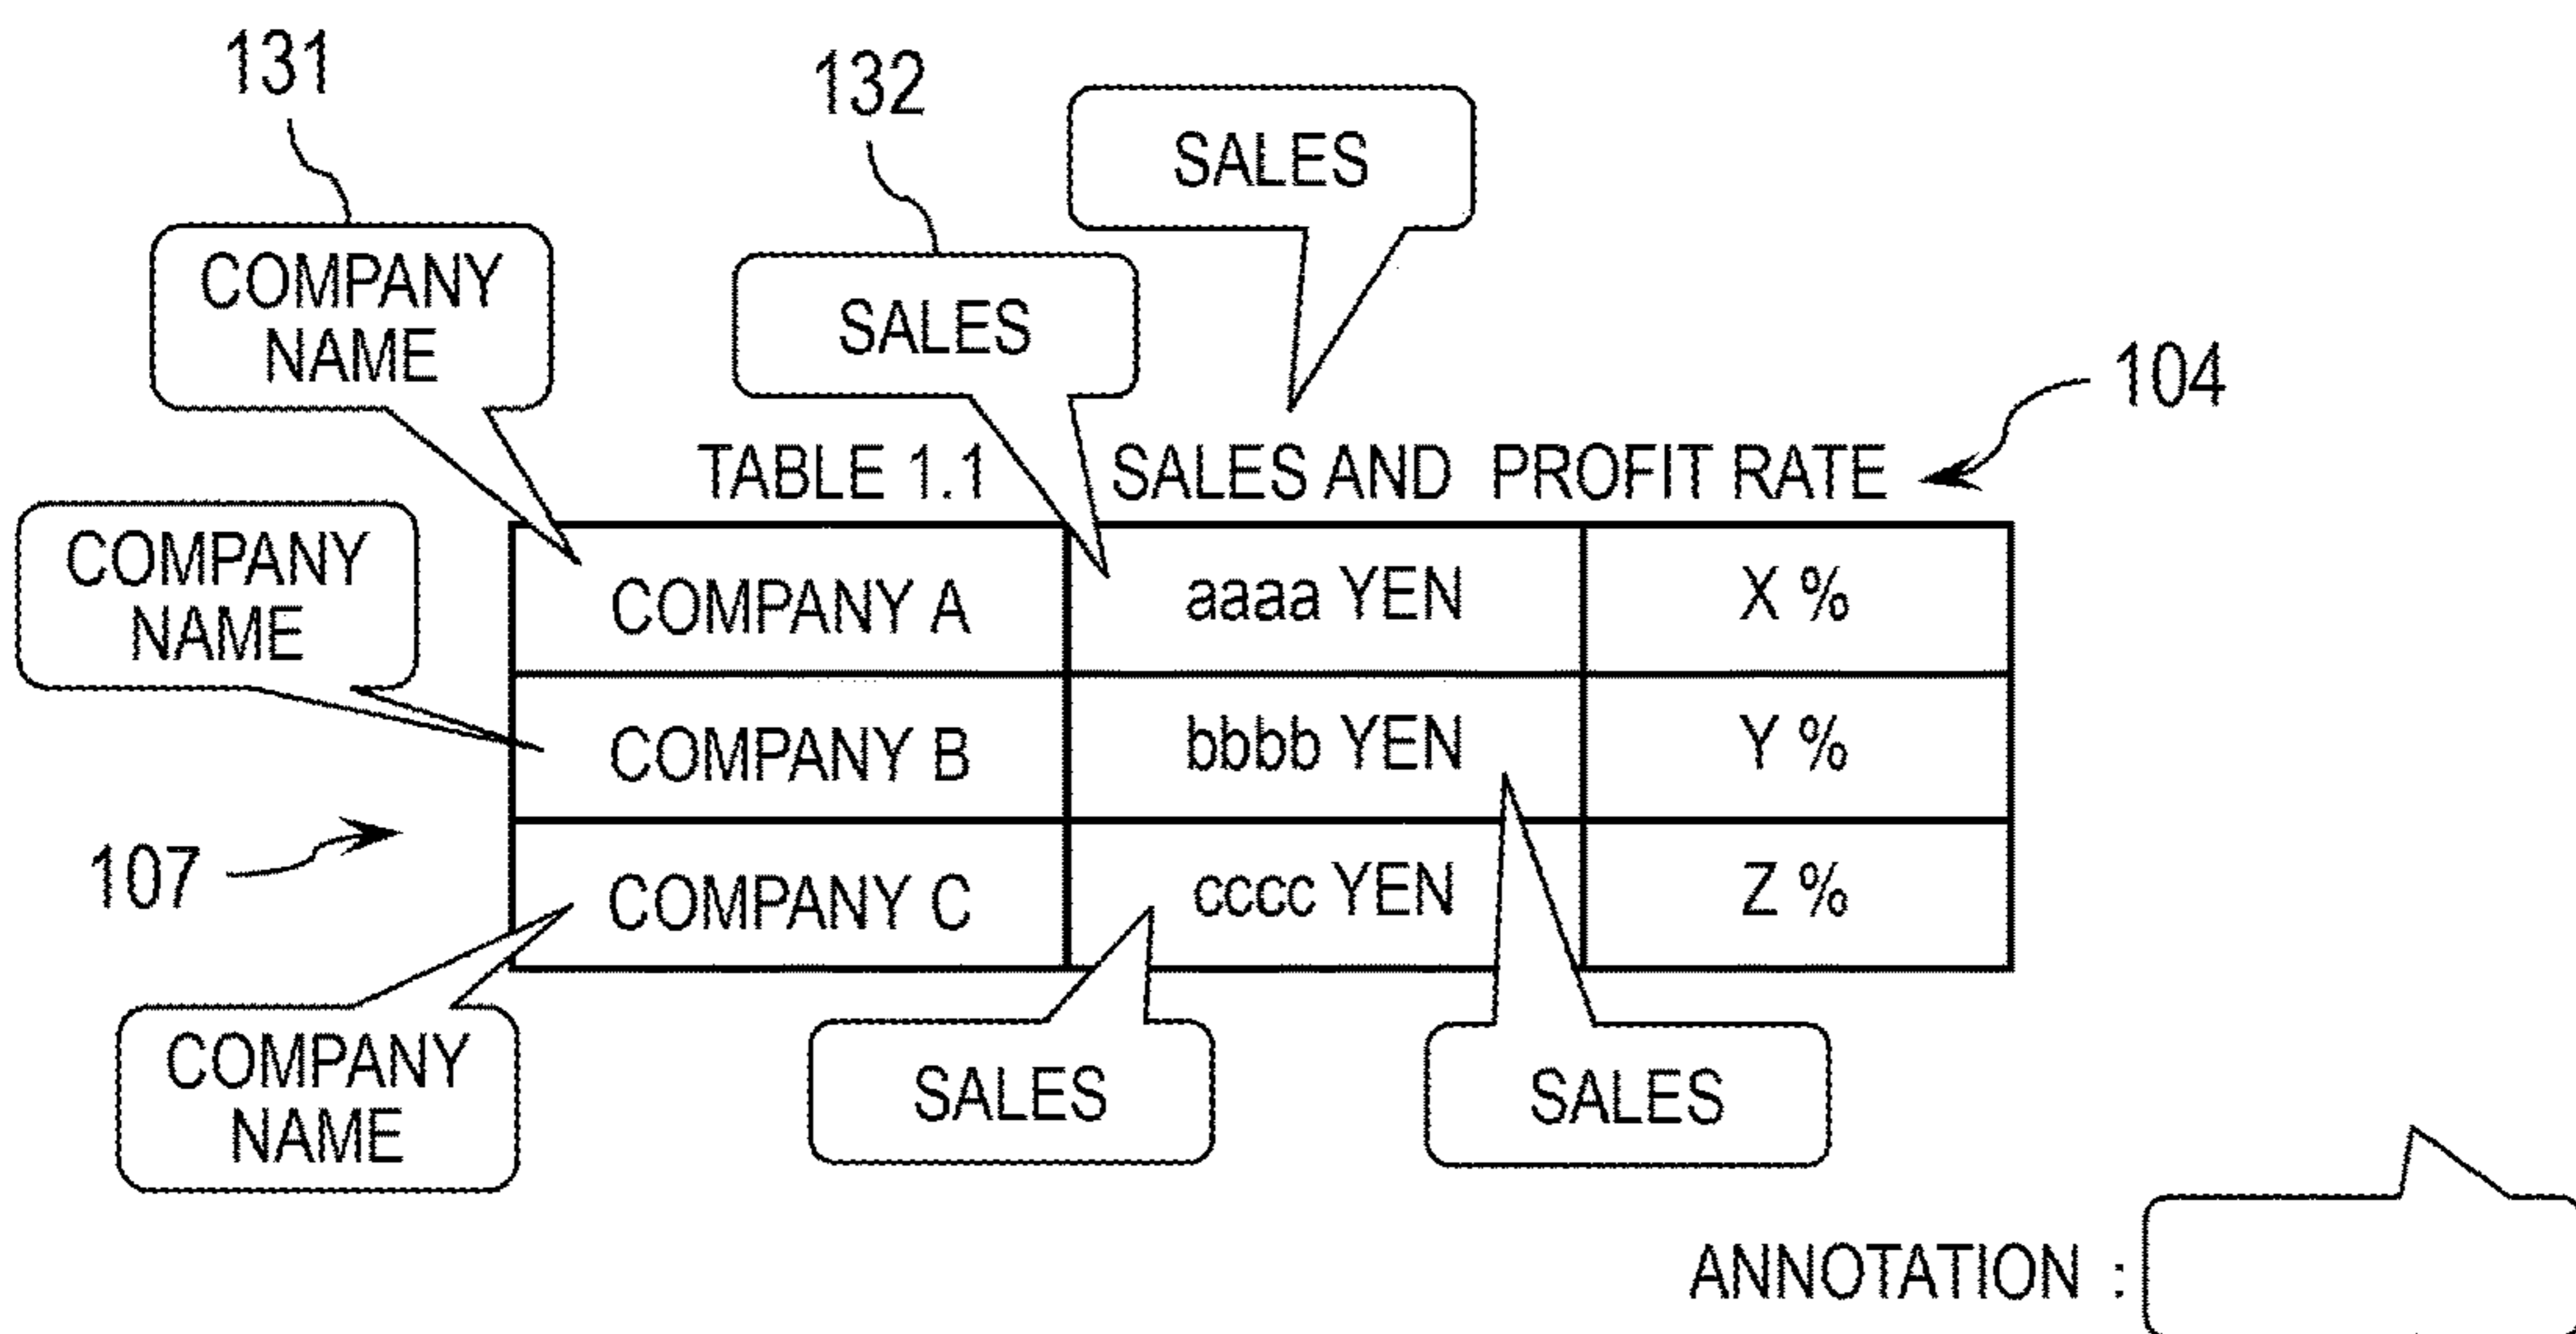 131
132
SALES
COMPANY
NAME
SALES
104
TABLE 1.1 SALES AND PROFIT RATE
COMPANY
NAME
COMPANY A aaaa YEN X %
COMPANY B bbbb YEN Y %
107
COMPANY C cccc YEN Z %
COMPANY
NAME
SALES
SALES
ANNOTATION :